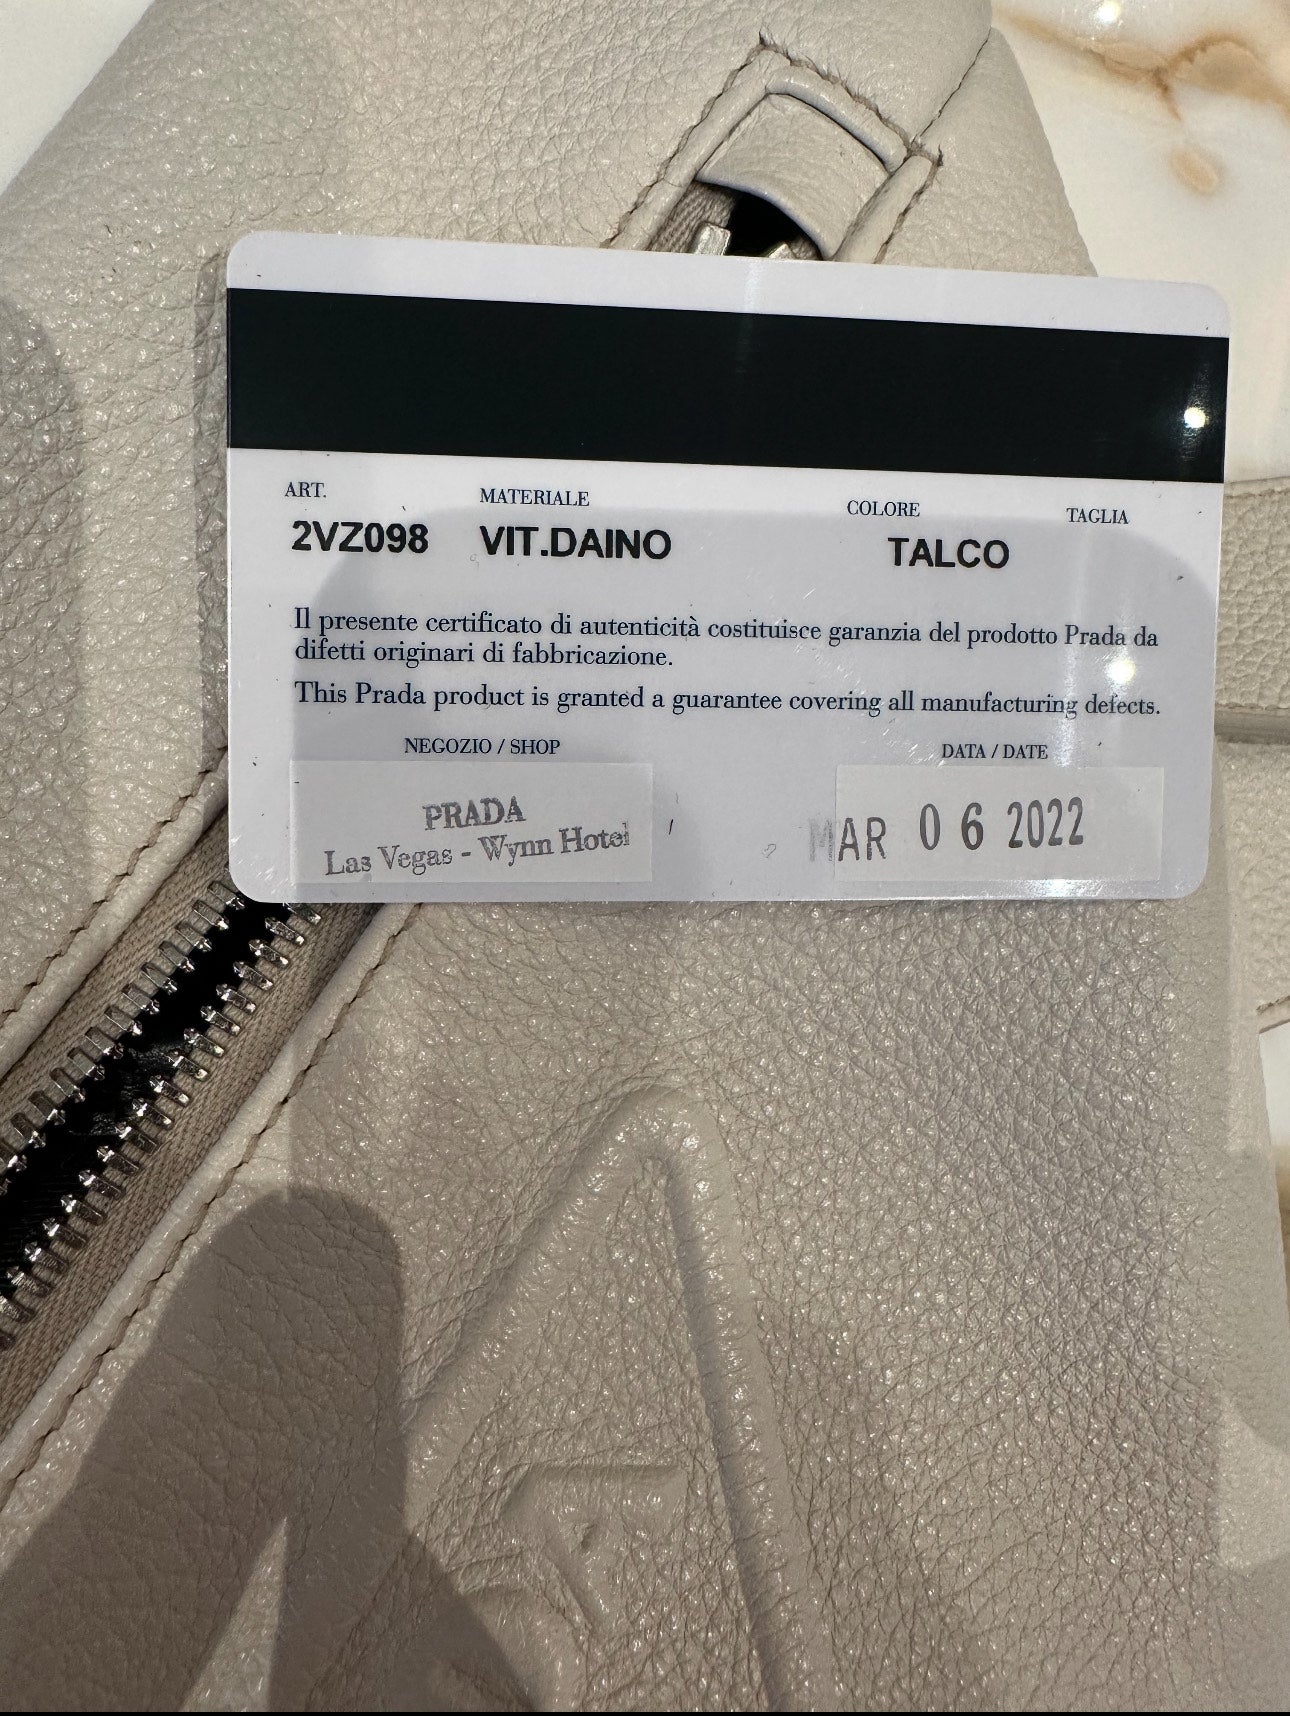 ART. MATERIALE COLORE TAGLIA
2VZ098 VIT.DAINO TALCO
Il presente certificato di autenticità costituisce garanzia del prodotto Prada da
difetti originari di fabbricazione.
This Prada product is granted a guarantee covering all manufacturing defects.
NEGOZIO / SHOP DATA / DATE
PRADA
Las Vegas - Wynn Hotel
MAR 06 2022